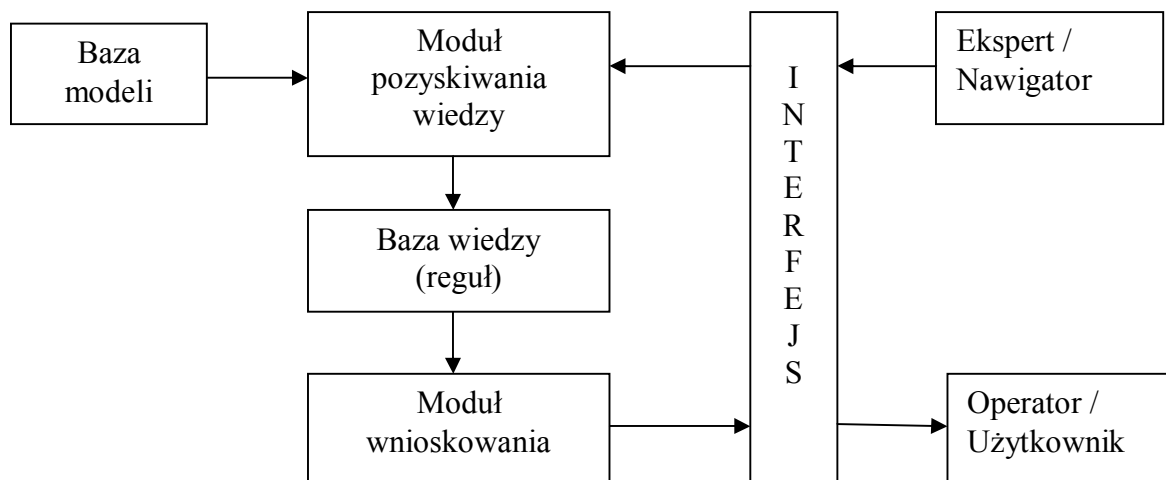 Baza
modeli
Moduł
pozyskiwania
wiedzy
I
N
T
E
R
F
E
J
S
Ekspert /
Nawigator
Baza wiedzy
(reguł)
Moduł
wnioskowania
Operator /
Użytkownik